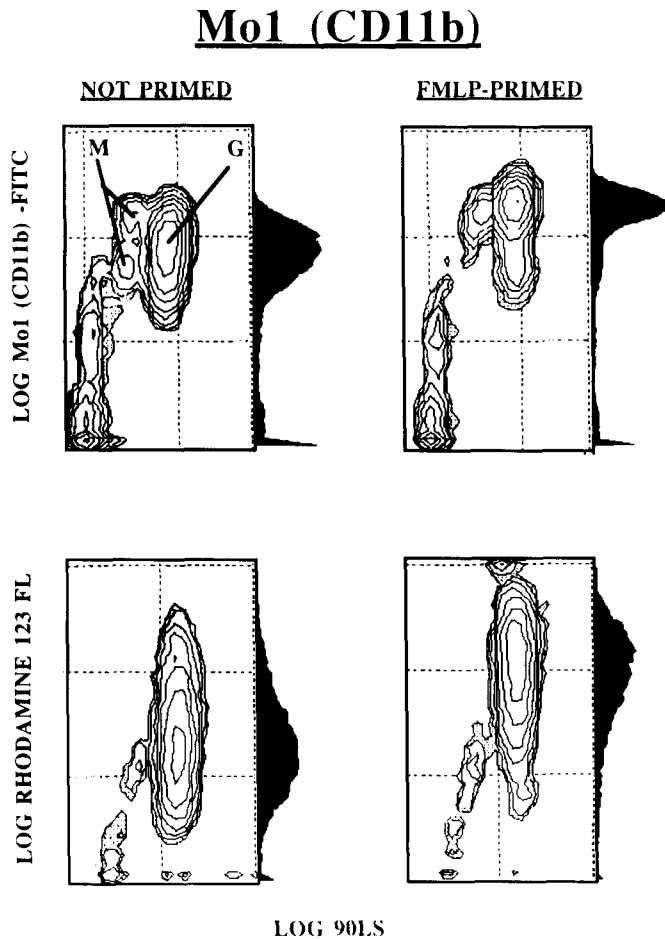 Mo1 (CD11b)
NOT PRIMED
FMLP-PRIMED
LOG Mo1 (CD11b) -FITC
M
G
LOG RHODAMINE 123 FL
LOG 90LS